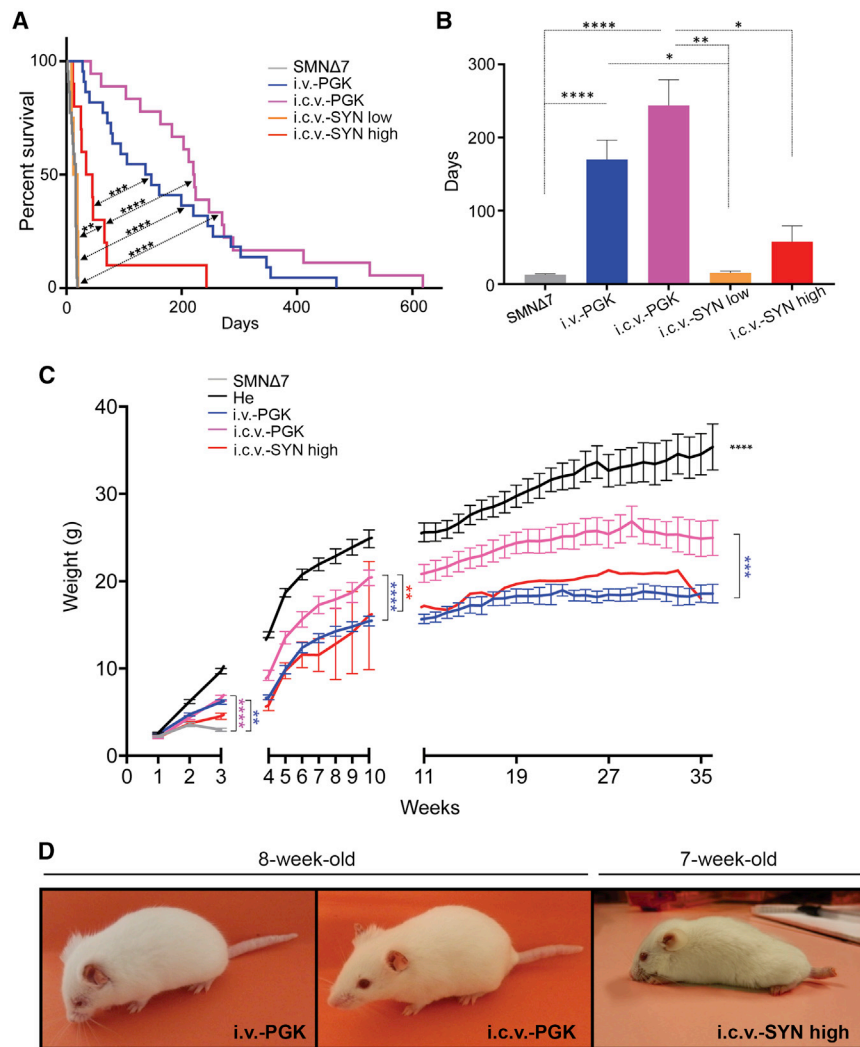 A
SMNΔ7
i.v.-PGK
i.c.v.-PGK
i.c.v.-SYN low
i.c.v.-SYN high
100
50
0
Percent survival
***
****
**
****
****
0 200 400 600
Days
B
**** *
**
*
****
300
200
100
0
Days
SMNΔ7 i.v.-PGK i.c.v.-PGK i.c.v.-SYN low i.c.v.-SYN high
C
SMNΔ7
He
i.v.-PGK
i.c.v.-PGK
i.c.v.-SYN high
40
30
20
10
0
Weight (g)
****
***
**** **
**** **
0 1 2 3 4 5 6 7 8 9 10 11 19 27 35
Weeks
D
8-week-old 7-week-old
i.v.-PGK i.c.v.-PGK i.c.v.-SYN high